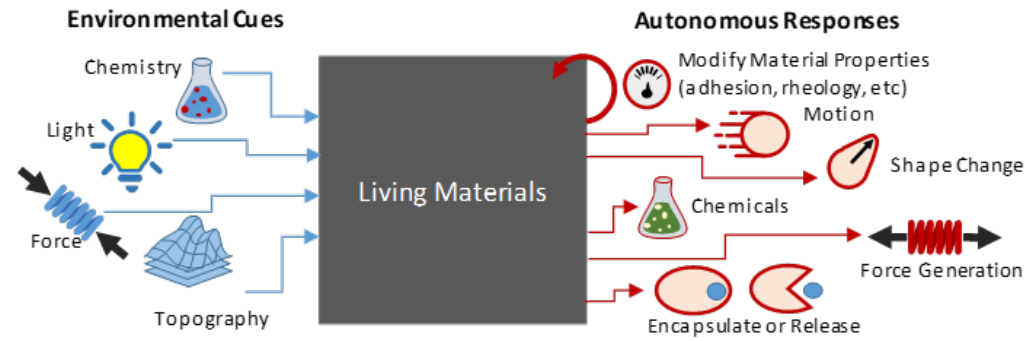 Environmental Cues
Chemistry
Light
Force
Topography
Living Materials
Autonomous Responses
Modify Material Properties
(adhesion, rheology, etc)
Motion
Shape Change
Chemicals
Force Generation
Encapsulate or Release